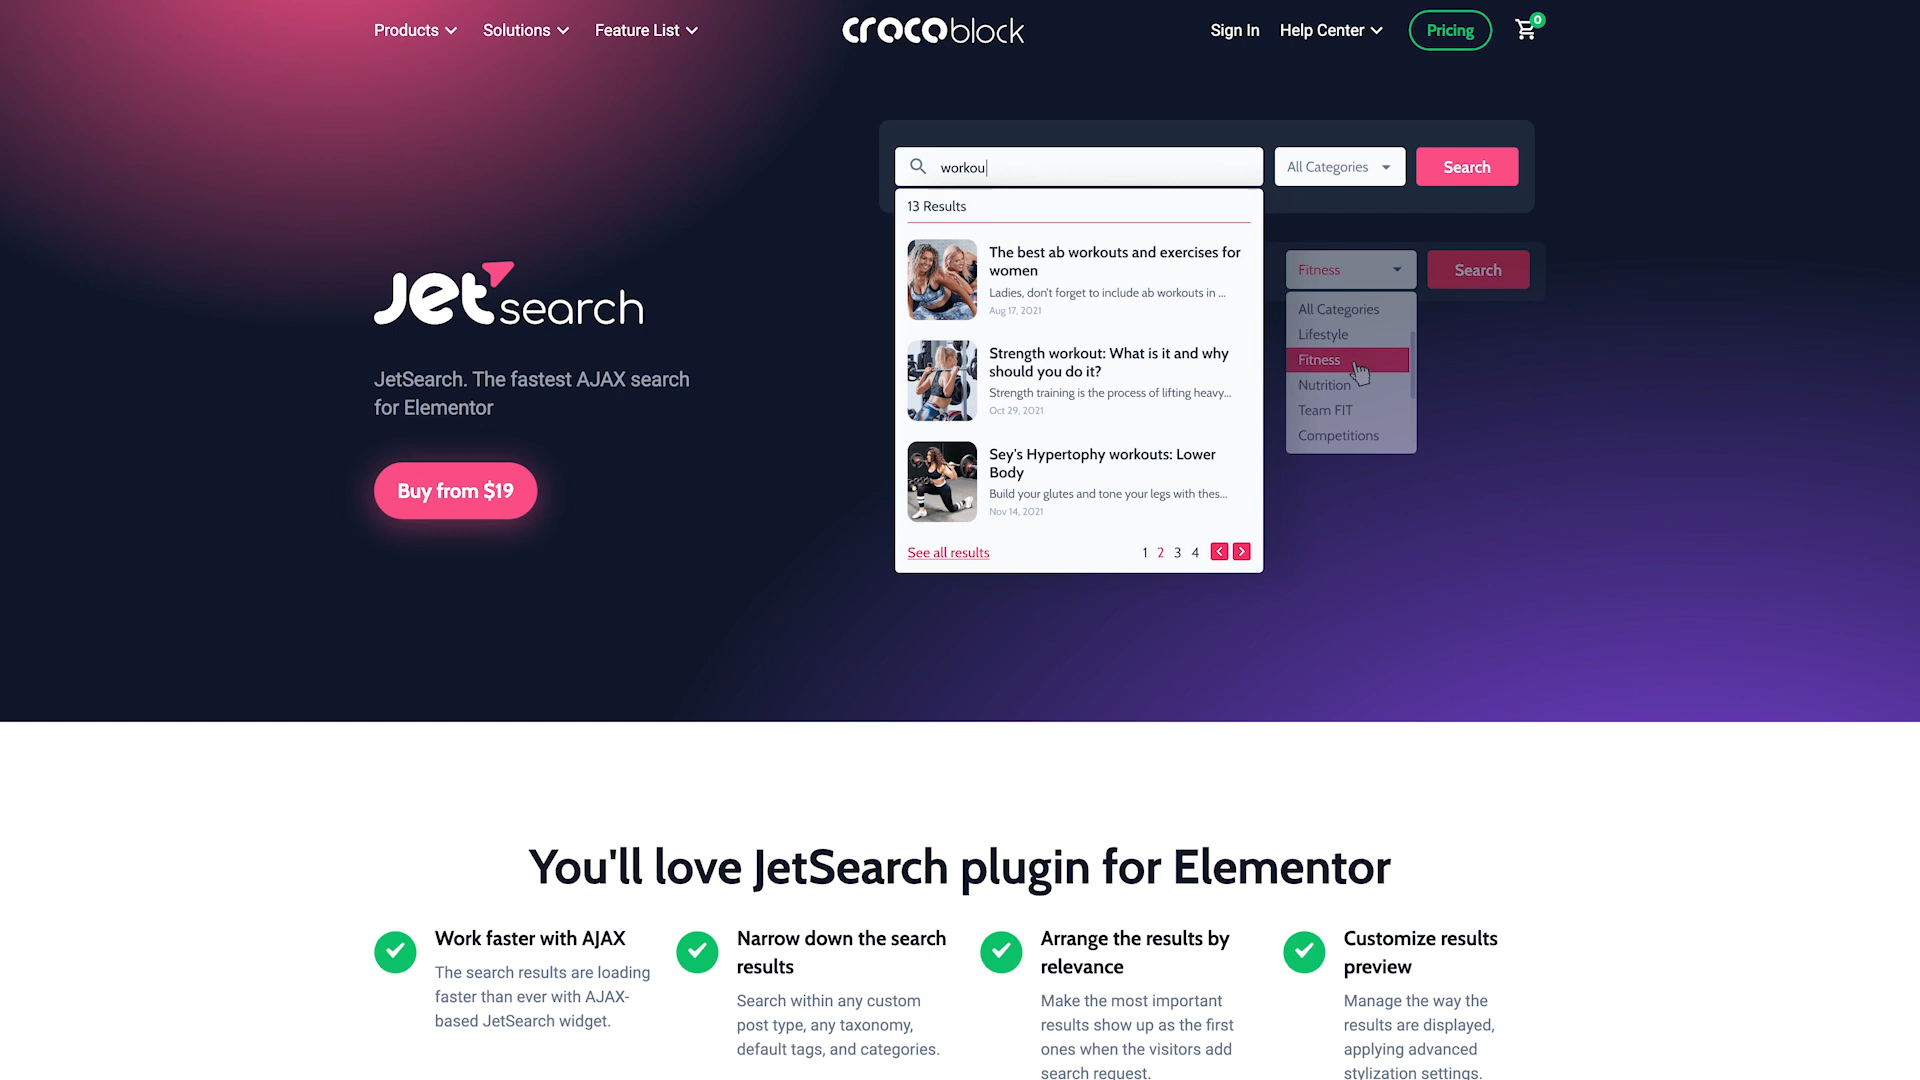 Products
Solutions
Feature List
crocoblock
Sign In
Help Center
Pricing
0
workou
All Categories
Search
13 Results
The best ab workouts and exercises for
women
Ladies, don't forget to include ab workouts in ...
Aug 17, 2021
Strength workout: What is it and why
should you do it?
Strength training is the process of lifting heavy...
Oct 29, 2021
Sey's Hypertophy workouts: Lower
Body
Build your glutes and tone your legs with thes...
Nov 14, 2021
See all results
1 2 3 4
Fitness
Search
All Categories
Lifestyle
Fitness
Nutrition
Team FIT
Competitions
Jet search
JetSearch. The fastest AJAX search
for Elementor
Buy from $19
You'll love JetSearch plugin for Elementor
Work faster with AJAX
The search results are loading
faster than ever with AJAX-
based JetSearch widget.
Narrow down the search
results
Search within any custom
post type, any taxonomy,
default tags, and categories.
Arrange the results by
relevance
Make the most important
results show up as the first
ones when the visitors add
search request.
Customize results
preview
Manage the way the
results are displayed,
applying advanced
stylization settings.